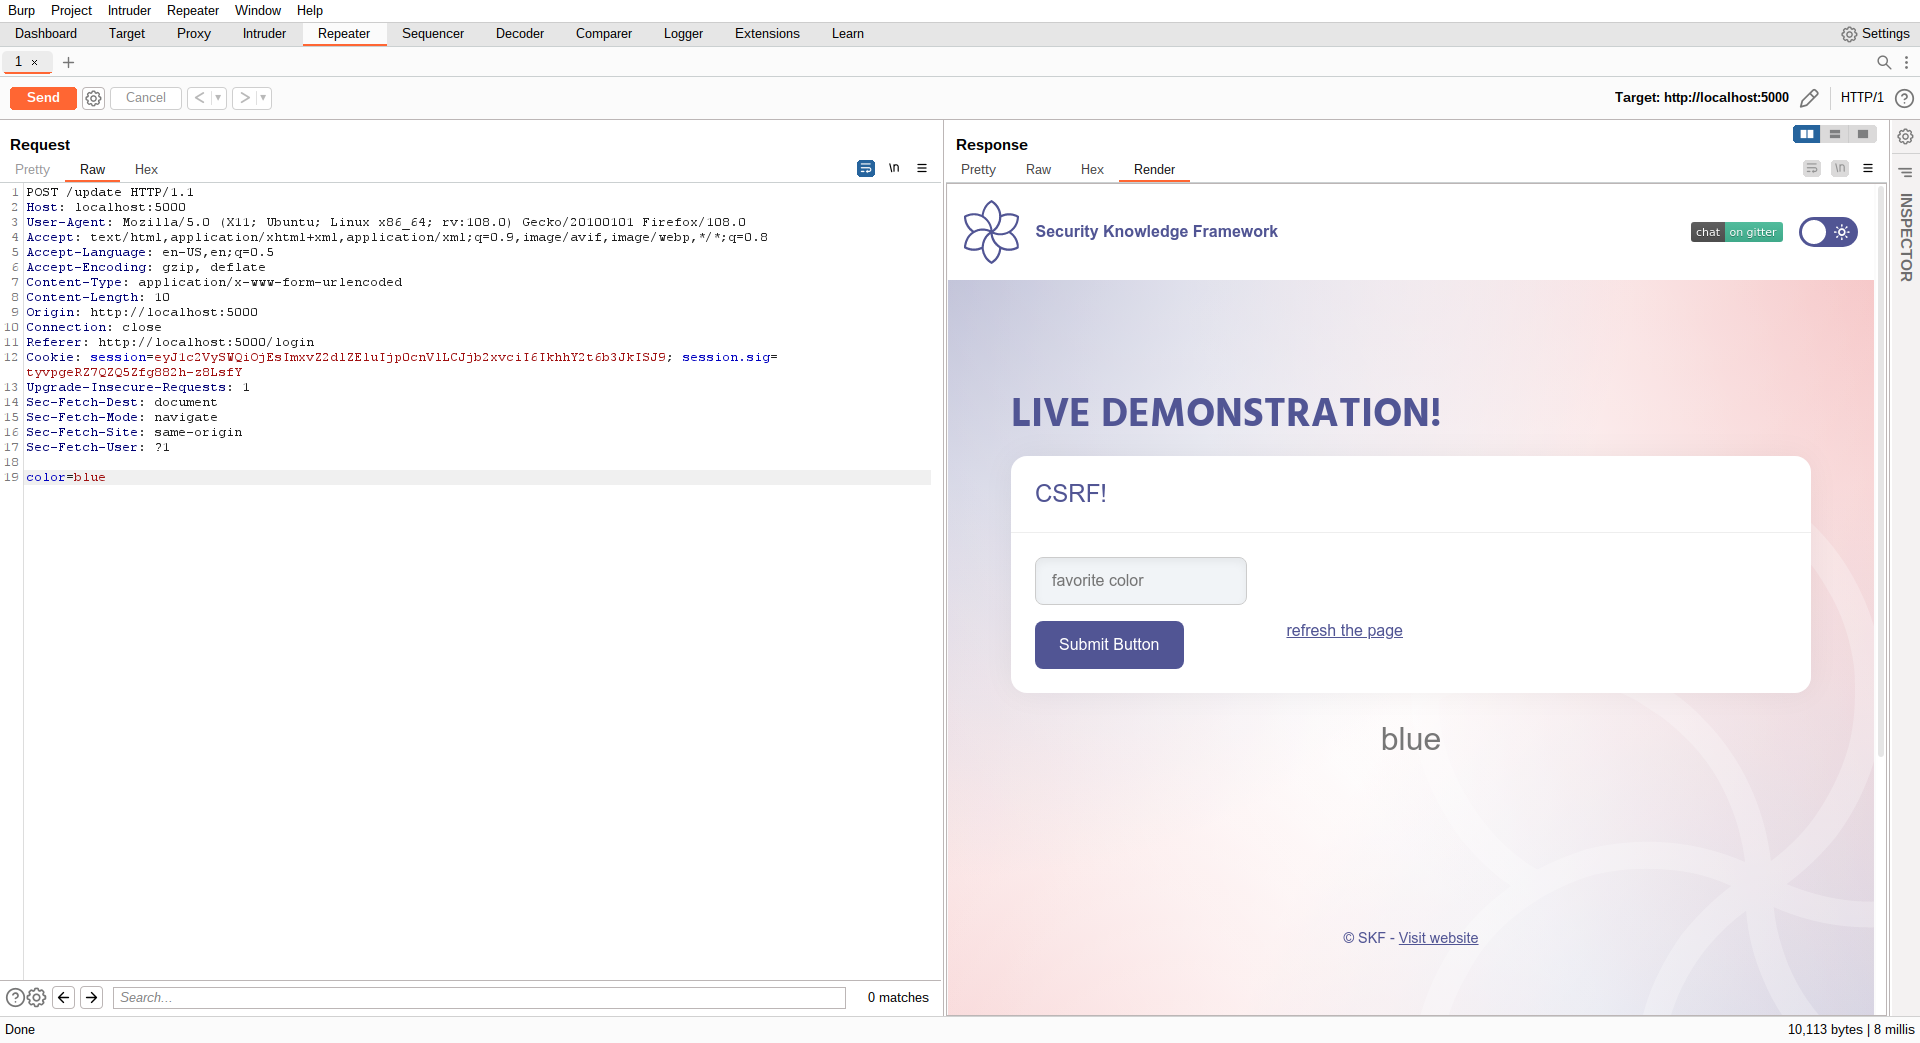 Burp Project Intruder Repeater Window Help
Dashboard Target Proxy Intruder Repeater Sequencer Decoder Comparer Logger Extensions Learn Settings
1 × +
Send Cancel < > Target: http://localhost:5000 HTTP/1
Request
Pretty Raw Hex \n
1 POST /update HTTP/1.1
2 Host: localhost:5000
3 User-Agent: Mozilla/5.0 (X11; Ubuntu; Linux x86_64; rv:108.0) Gecko/20100101 Firefox/108.0
4 Accept: text/html,application/xhtml+xml,application/xml;q=0.9,image/avif,image/webp,*/*;q=0.8
5 Accept-Language: en-US,en;q=0.5
6 Accept-Encoding: gzip, deflate
7 Content-Type: application/x-www-form-urlencoded
8 Content-Length: 10
9 Origin: http://localhost:5000
10 Connection: close
11 Referer: http://localhost:5000/login
12 Cookie: session=eyJ1c2VySWQiOjEsImxvZ2dlZEluIjp0cnVlLCJjb2xvciI6IkhhY2t6b3JkISJ9; session.sig=
tyvpgeRZ7QZQ5Zfg882h-z8LsfY
13 Upgrade-Insecure-Requests: 1
14 Sec-Fetch-Dest: document
15 Sec-Fetch-Mode: navigate
16 Sec-Fetch-Site: same-origin
17 Sec-Fetch-User: ?1
18
19 color=blue
Search...
0 matches
Response
Pretty Raw Hex Render \n
Security Knowledge Framework
chat on gitter
LIVE DEMONSTRATION!
CSRF!
favorite color
Submit Button
refresh the page
blue
© SKF - Visit website
INSPECTOR
Done
10,113 bytes | 8 millis